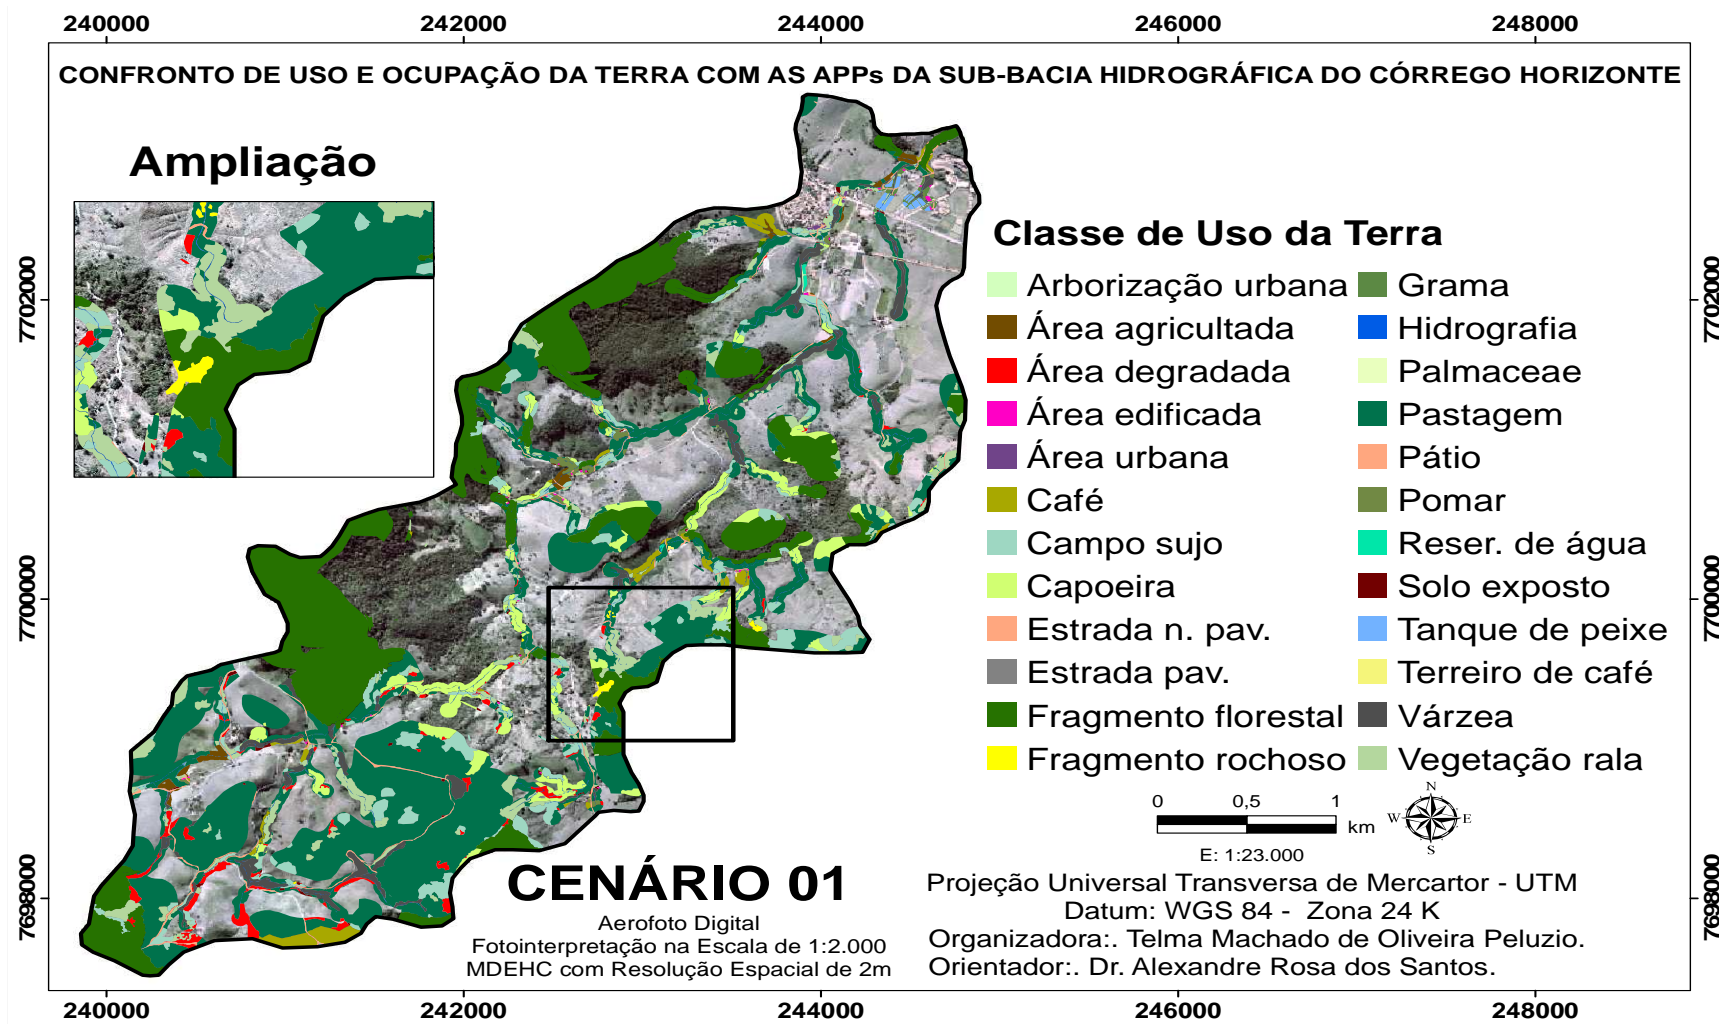 240000 242000 244000 246000 248000
CONFRONTO DE USO E OCUPAÇÃO DA TERRA COM AS APPs DA SUB-BACIA HIDROGRÁFICA DO CÓRREGO HORIZONTE
Ampliação
7702000
7700000
7698000
7702000
7700000
7698000
Classe de Uso da Terra
Arborização urbana
Área agricultada
Área degradada
Área edificada
Área urbana
Café
Campo sujo
Capoeira
Estrada n. pav.
Estrada pav.
Fragmento florestal
Fragmento rochoso
Grama
Hidrografia
Palmaceae
Pastagem
Pátio
Pomar
Reser. de água
Solo exposto
Tanque de peixe
Terreiro de café
Várzea
Vegetação rala
0 0,5 1
km
E: 1:23.000
N
W E
S
CENÁRIO 01
Aerofoto Digital
Fotointerpretação na Escala de 1:2.000
MDEHC com Resolução Espacial de 2m
Projeção Universal Transversa de Mercartor - UTM
Datum: WGS 84 - Zona 24 K
Organizadora:. Telma Machado de Oliveira Peluzio.
Orientador:. Dr. Alexandre Rosa dos Santos.
240000 242000 244000 246000 248000